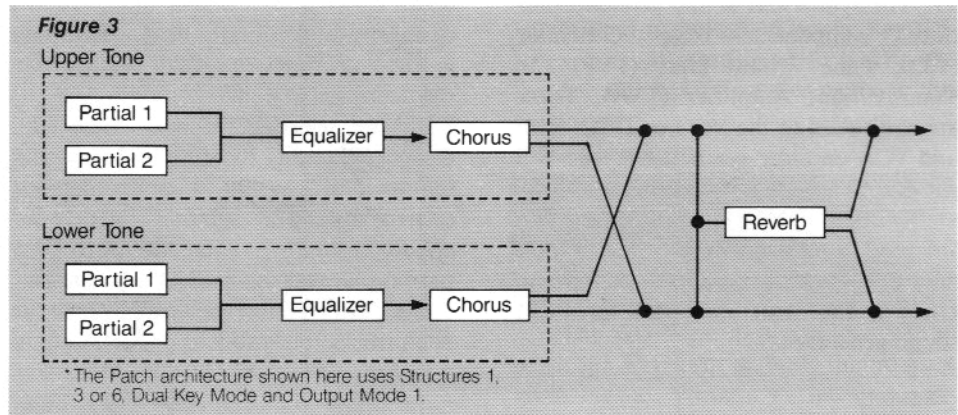 Figure 3
Upper Tone
Partial 1
Partial 2
Equalizer
Chorus
Reverb
Lower Tone
Partial 1
Partial 2
Equalizer
Chorus
* The Patch architecture shown here uses Structures 1,
3 or 6, Dual Key Mode and Output Mode 1.